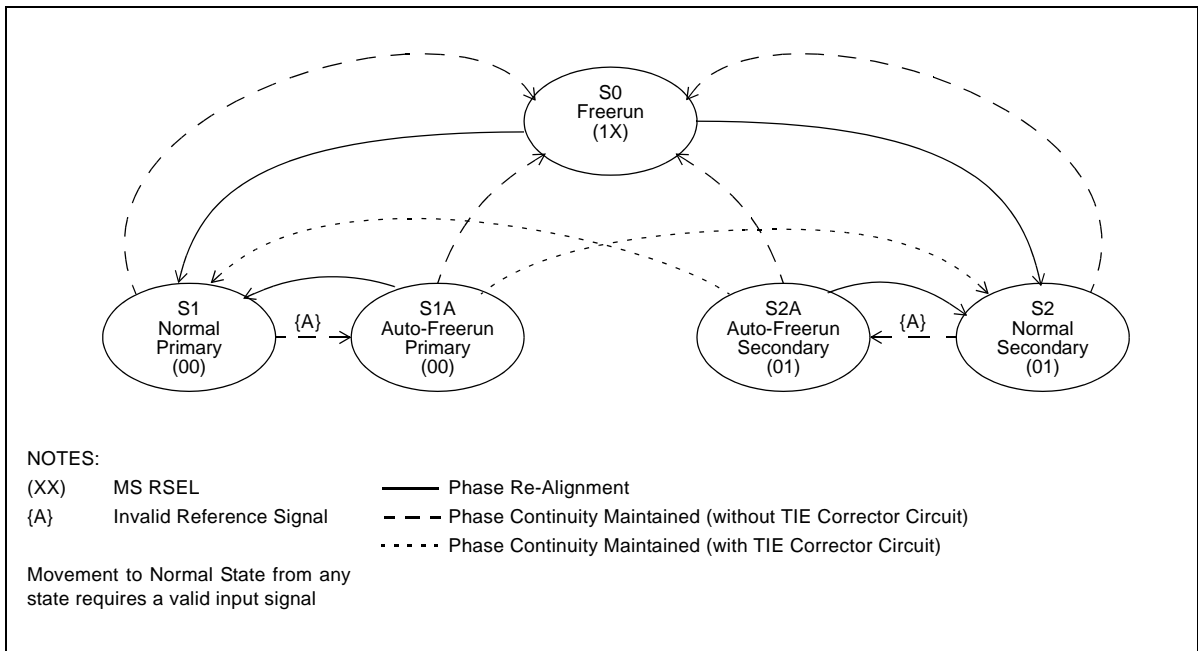 S0
Freerun
(1X)
S1
Normal
Primary
(00)
{A}
S1A
Auto-Freerun
Primary
(00)
S2A
Auto-Freerun
Secondary
(01)
{A}
S2
Normal
Secondary
(01)
NOTES:
(XX) MS RSEL
{A} Invalid Reference Signal
Phase Re-Alignment
Phase Continuity Maintained (without TIE Corrector Circuit)
Phase Continuity Maintained (with TIE Corrector Circuit)
Movement to Normal State from any
state requires a valid input signal